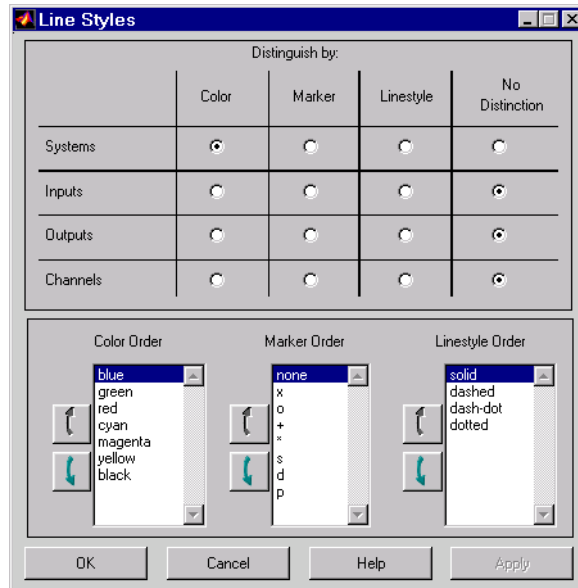 Line Styles
Distinguish by:
Color Marker Linestyle No Distinction
Systems
Inputs
Outputs
Channels
Color Order Marker Order Linestyle Order
blue none solid
green x dashed
red o dash-dot
cyan + dotted
magenta *
yellow s
black d
p
OK Cancel Help Apply